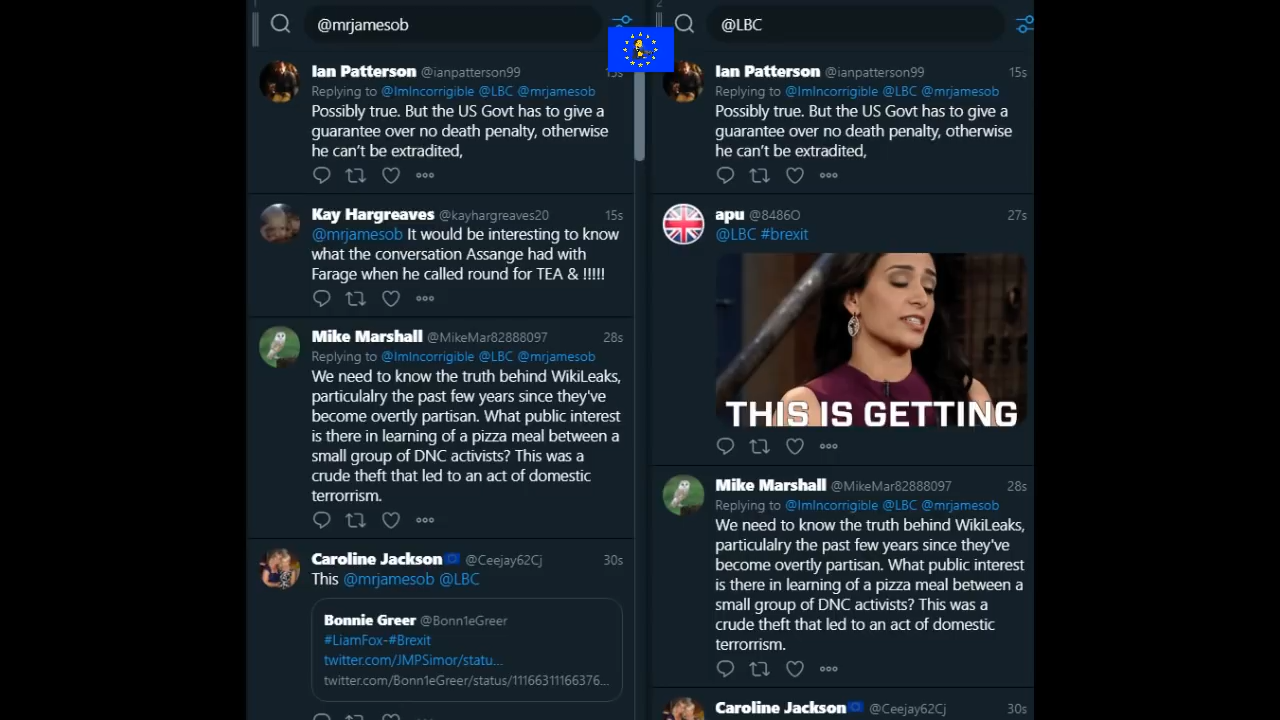 1
@mrjamesob
Ian Patterson @ianpatterson99 15s
Replying to @ImIncorrigible @LBC @mrjamesob
Possibly true. But the US Govt has to give a
guarantee over no death penalty, otherwise
he can’t be extradited,
Kay Hargreaves @kayhargreaves20 15s
@mrjamesob It would be interesting to know
what the conversation Assange had with
Farage when he called round for TEA & !!!!!
Mike Marshall @MikeMar82888097 28s
Replying to @ImIncorrigible @LBC @mrjamesob
We need to know the truth behind WikiLeaks,
particulalry the past few years since they've
become overtly partisan. What public interest
is there in learning of a pizza meal between a
small group of DNC activists? This was a
crude theft that led to an act of domestic
terrorrism.
Caroline Jackson @Ceejay62Cj 30s
This @mrjamesob @LBC
Bonnie Greer @Bonn1eGreer
#LiamFox-#Brexit
twitter.com/JMPSimor/statu...
twitter.com/Bonn1eGreer/status/11166311166376...
2
@LBC
Ian Patterson @ianpatterson99 15s
Replying to @ImIncorrigible @LBC @mrjamesob
Possibly true. But the US Govt has to give a
guarantee over no death penalty, otherwise
he can’t be extradited,
apu @8486O 27s
@LBC #brexit
THIS IS GETTING
Mike Marshall @MikeMar82888097 28s
Replying to @ImIncorrigible @LBC @mrjamesob
We need to know the truth behind WikiLeaks,
particulalry the past few years since they've
become overtly partisan. What public interest
is there in learning of a pizza meal between a
small group of DNC activists? This was a
crude theft that led to an act of domestic
terrorrism.
Caroline Jackson @Ceejay62Cj 30s